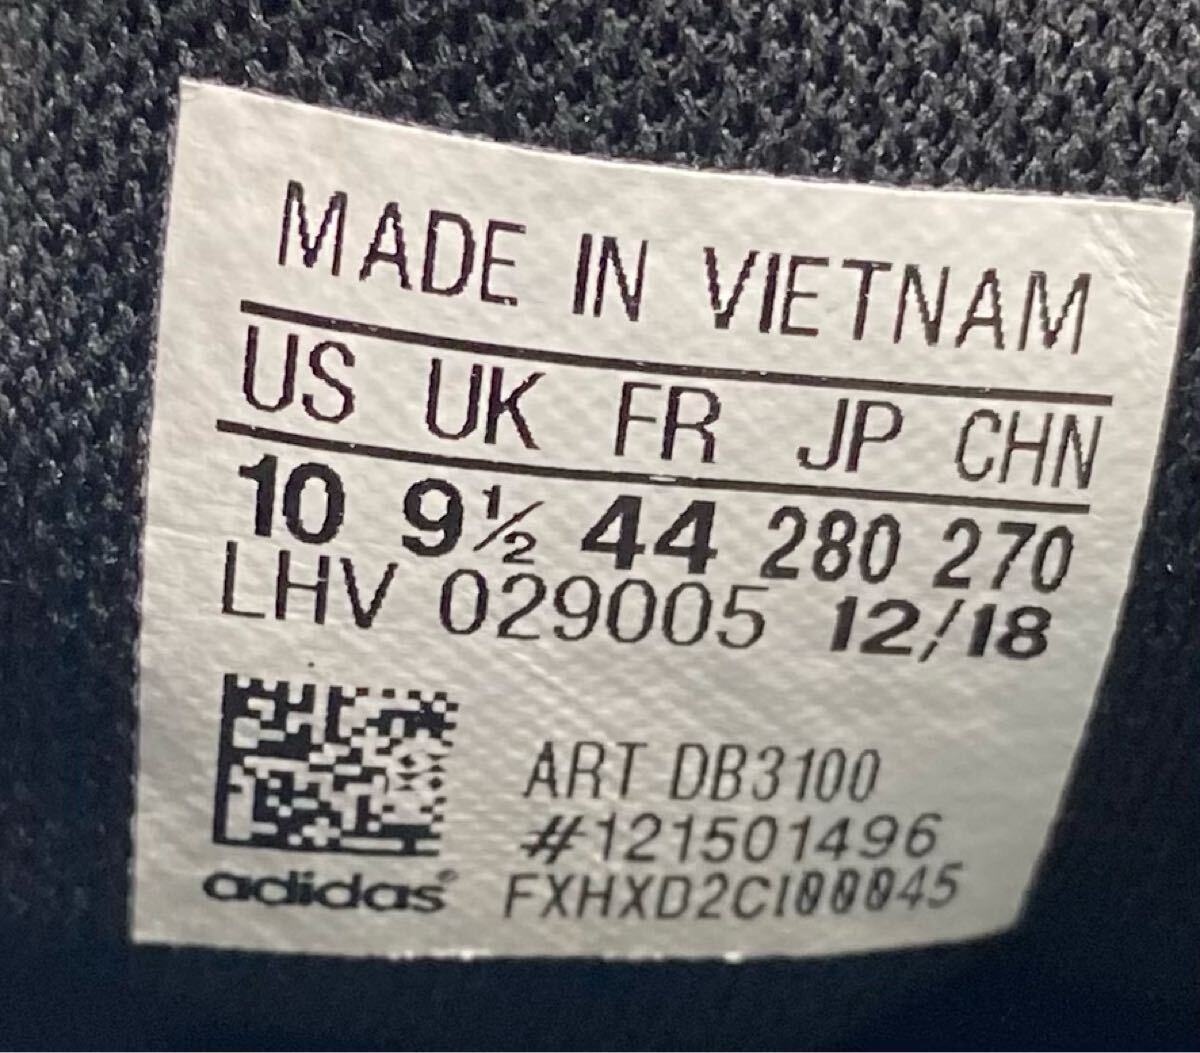 MADE IN VIETNAM
US UK FR JP CHN
10 9½ 44 280 270
LHV 029005 12/18
ART DB3100
#121501496
adidas® FXHXD2CI000045